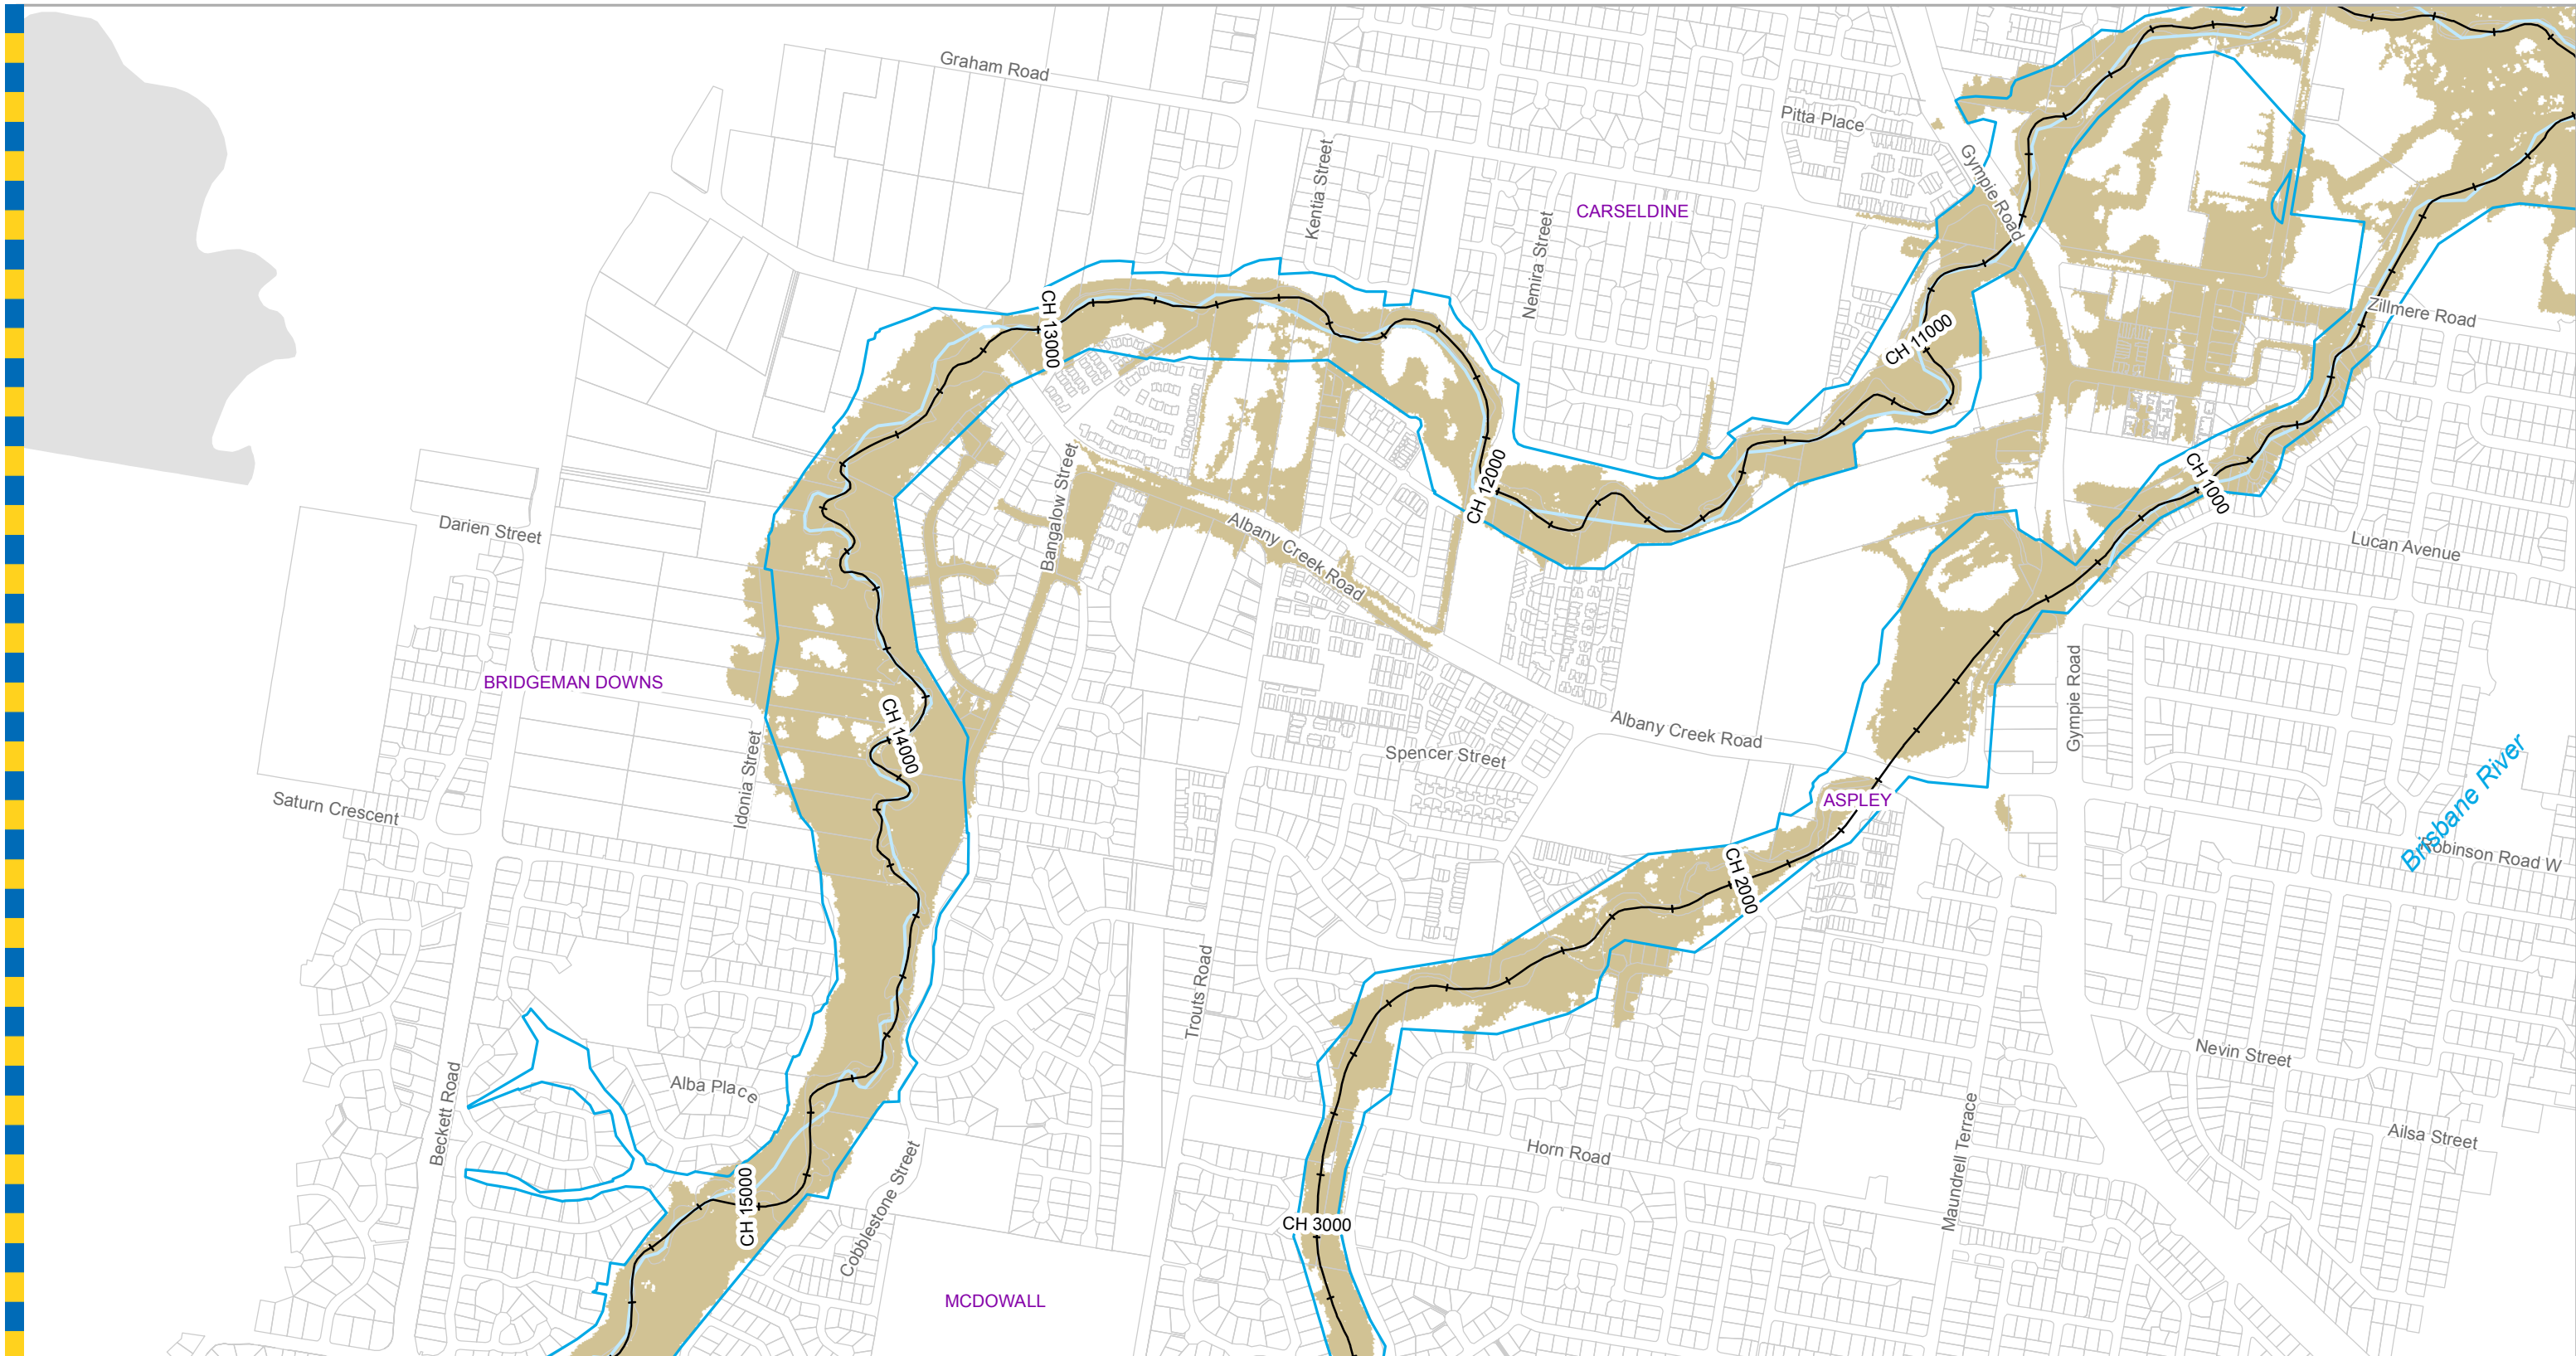 Graham Road
Pitta Place
Kentia Street
Gympie Road
CARSELDINE
Nemira Street
CH 13000
Zillmere Road
CH 11000
Bangalow Street
CH 12000
CH 1000
Darien Street
Albany Creek Road
Lucan Avenue
BRIDGEMAN DOWNS
Gympie Road
CH 14000
Albany Creek Road
Spencer Street
Idonia Street
Brisbane River
Saturn Crescent
ASPLEY
Robinson Road W
CH 2000
Trouts Road
Nevin Street
Alba Place
Beckett Road
Ailsa Street
Horn Road
Maundrell Terrace
CH 15000
Cobblestone Street
CH 3000
MCDOWALL